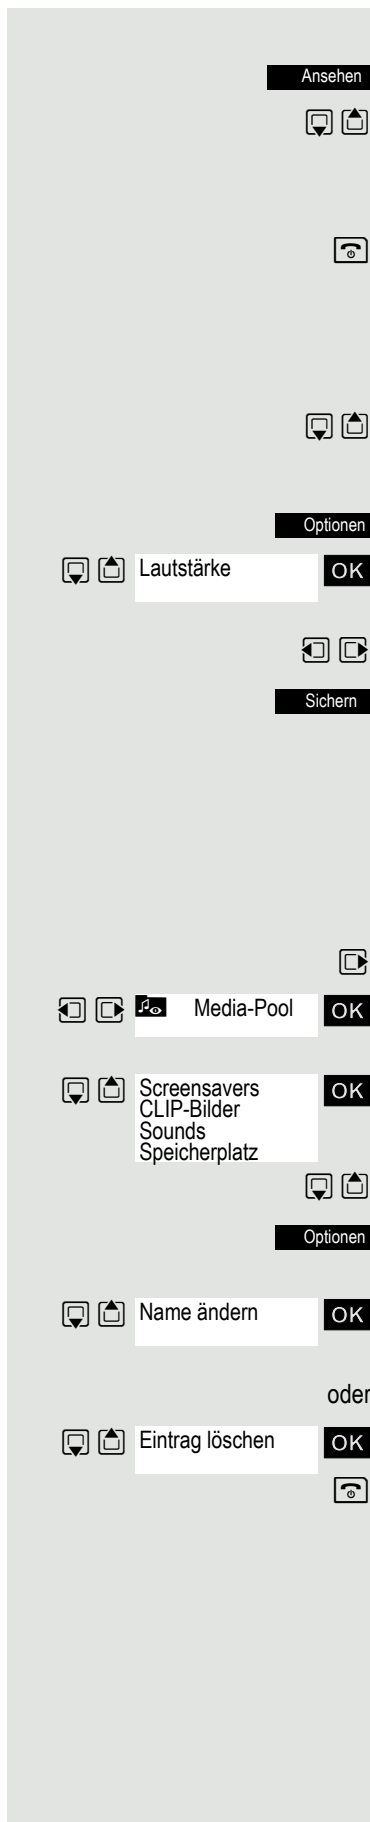 Ansehen
Optionen
Lautstärke OK
Sichern
Media-Pool OK
Screensavers OK
CLIP-Bilder
Sounds
Speicherplatz
Optionen
Name ändern OK
oder
Eintrag löschen OK